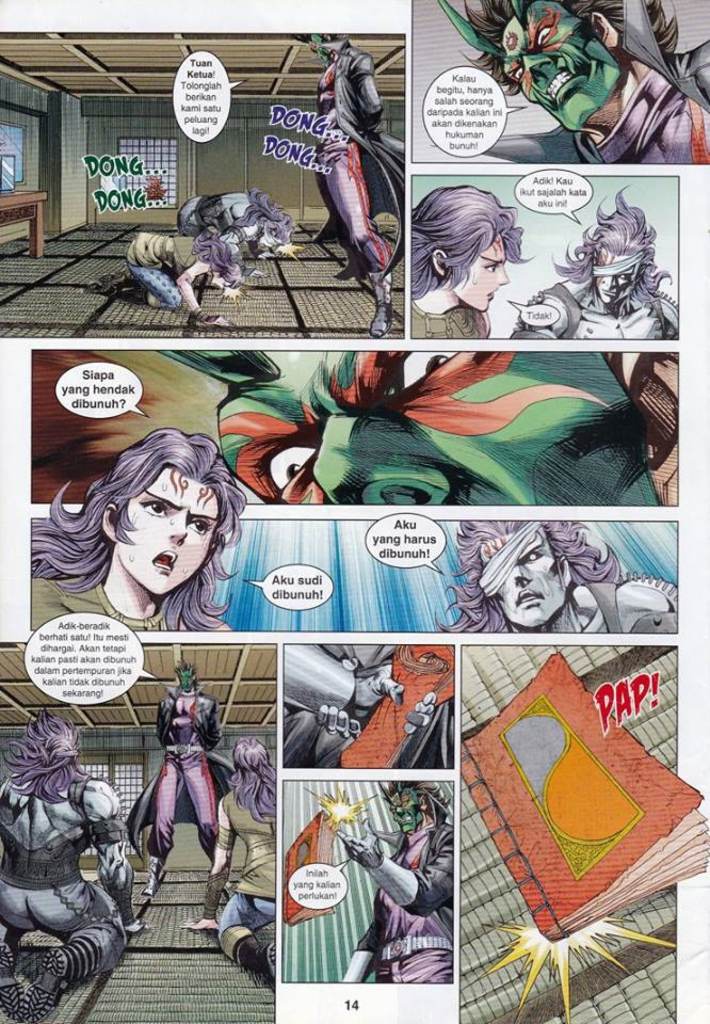 Tuan
Ketua!
Tolonglah
berikan
kami satu
peluang
lagi!
DONG...
DONG...
DONG...
DONG...
Kalau
begitu, hanya
salah seorang
daripada kalian ini
akan dikenakan
hukuman
bunuh!
Adik! Kau
ikut sajalah kata
aku ini!
Tidak!
Siapa
yang hendak
dibunuh?
Aku sudi
dibunuh!
Aku
yang harus
dibunuh!
Adik-beradik
berhati satu! Itu mesti
dihargai. Akan tetapi
kalian pasti akan dibunuh
dalam pertempuran jika
kalian tidak dibunuh
sekarang!
Inilah
yang kalian
perlukan!
PAP!
14